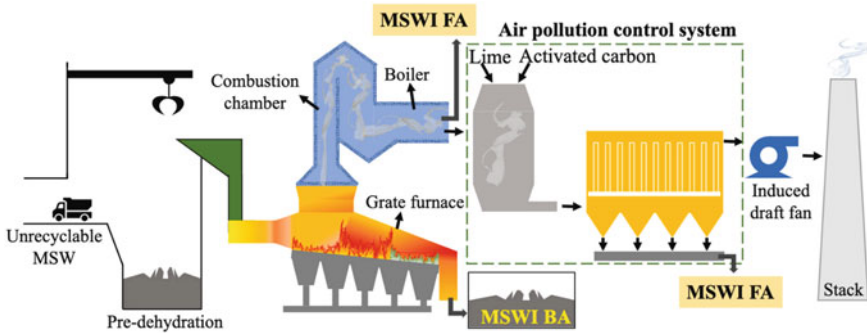 MSWI FA
Air pollution control system
Lime
Activated carbon
Combustion
chamber
Boiler
Grate furnace
Induced
draft fan
Unrecyclable
MSW
MSWI FA
MSWI BA
Stack
Pre-dehydration